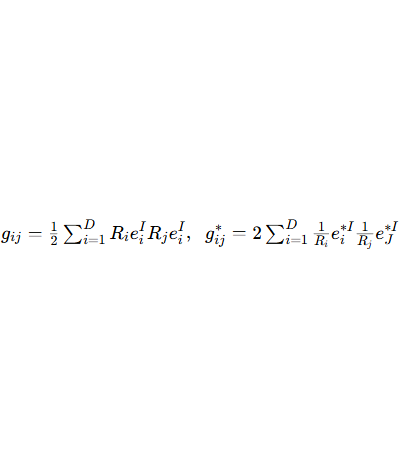 $g_{ij} = \frac{1}{2} \sum_{i=1}^{D} R_i e_i^I R_j e_i^I, \;\; g_{ij}^* = 2 \sum_{i=1}^{D} \frac{1}{R_i} e_i^{*I} \frac{1}{R_j} e_J^{*I}$